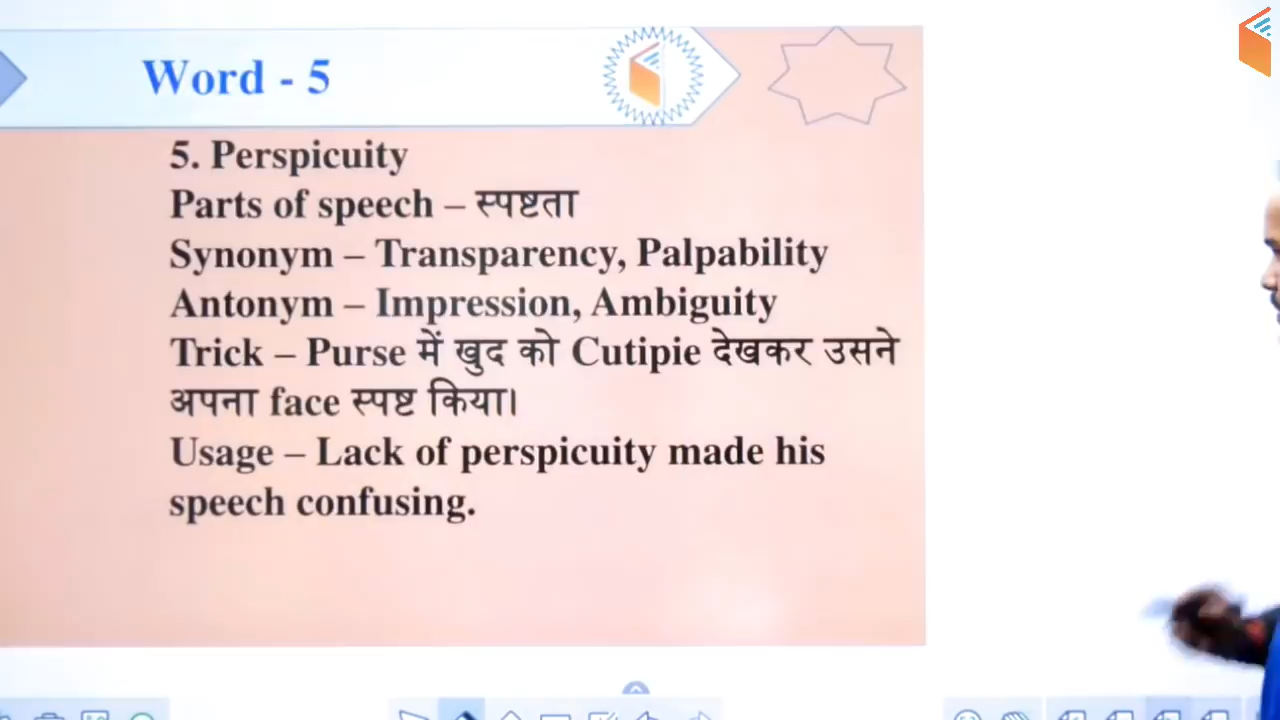 Word - 5
5. Perspicuity
Parts of speech – स्पष्टता
Synonym – Transparency, Palpability
Antonym – Impression, Ambiguity
Trick – Purse में खुद को Cutipie देखकर उसने
अपना face स्पष्ट किया।
Usage – Lack of perspicuity made his
speech confusing.